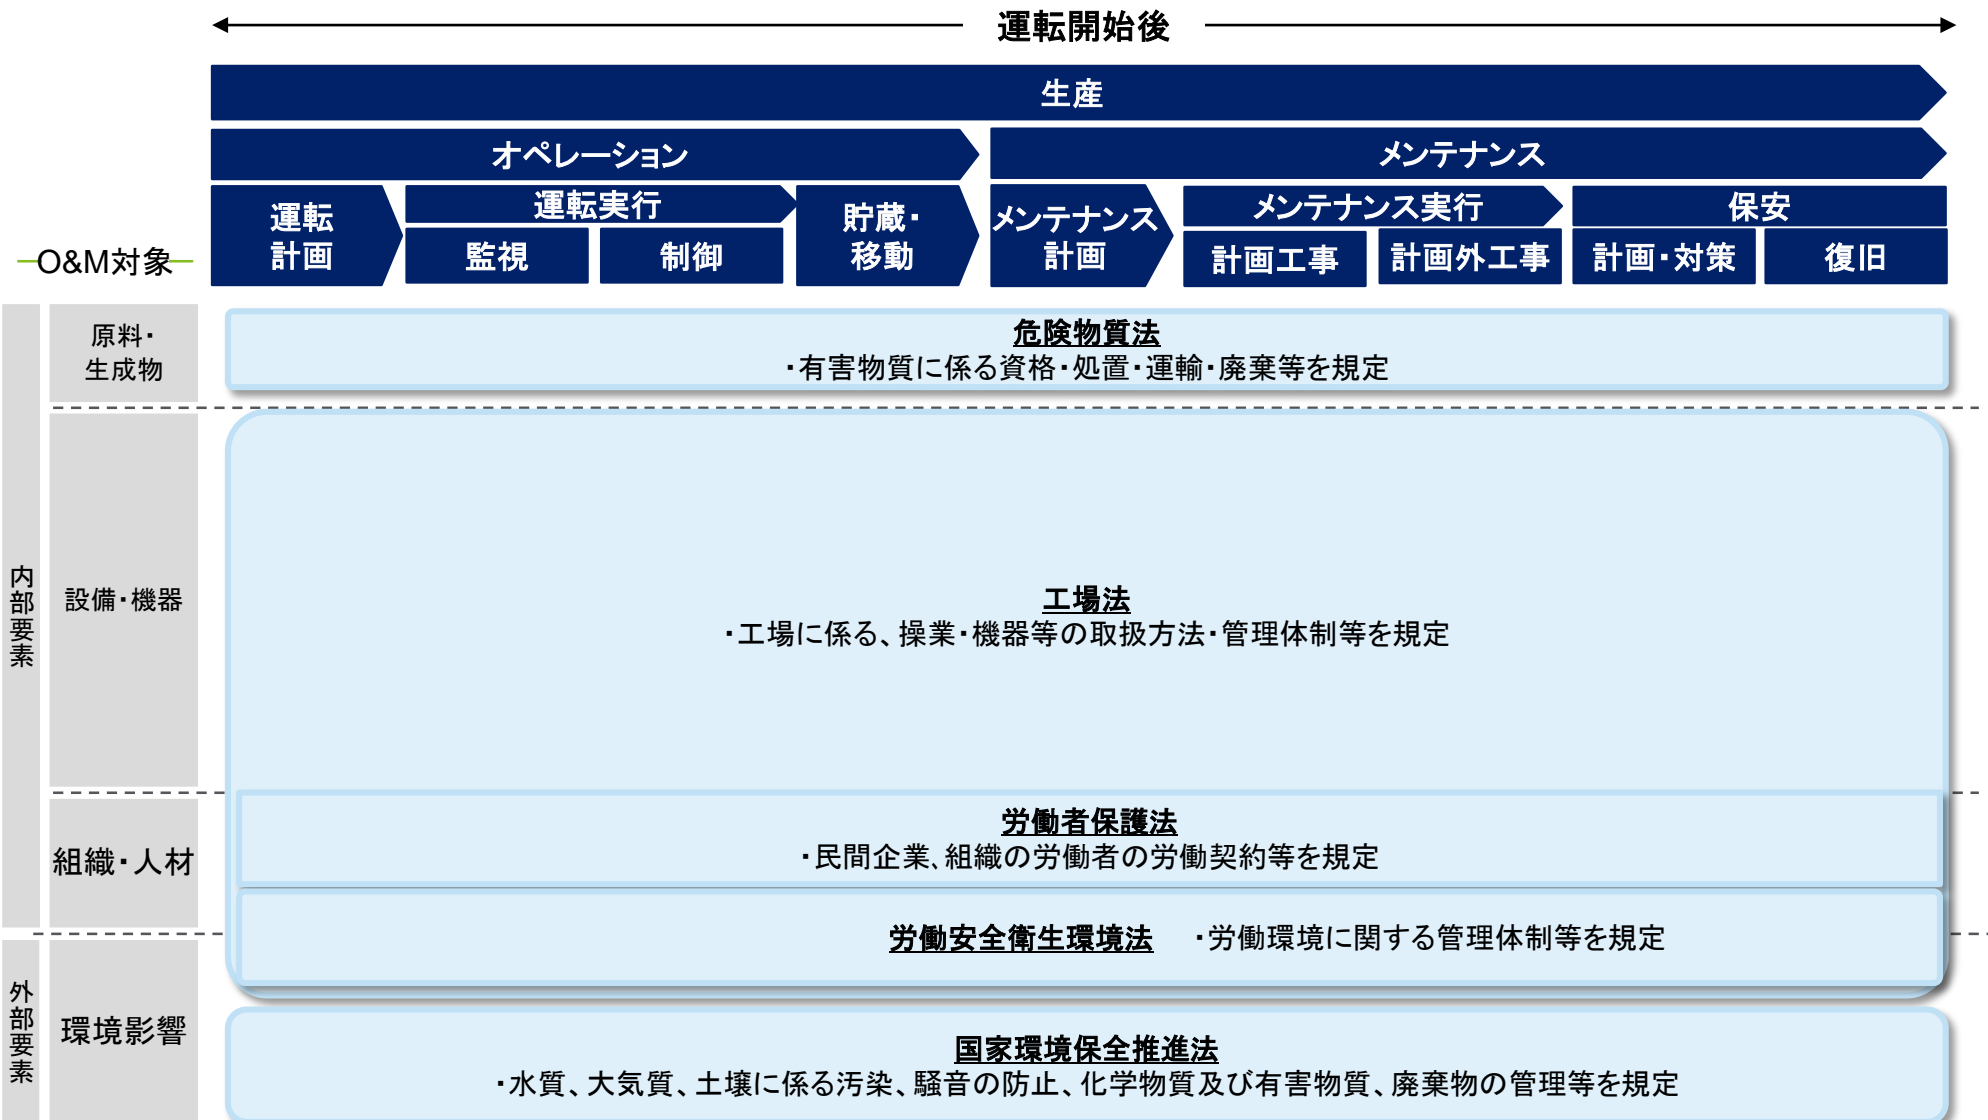 運転開始後
生産
オペレーション
メンテナンス
運転
計画
運転実行
監視
制御
貯蔵・
移動
メンテナンス
計画
メンテナンス実行
計画工事
計画外工事
保安
計画・対策
復旧
O&M対象
内部要素
原料・
生成物
危険物質法
・有害物質に係る資格・処置・運輸・廃棄等を規定
設備・機器
工場法
・工場に係る、操業・機器等の取扱方法・管理体制等を規定
組織・人材
労働者保護法
・民間企業、組織の労働者の労働契約等を規定
労働安全衛生環境法 ・労働環境に関する管理体制等を規定
外部要素
環境影響
国家環境保全推進法
・水質、大気質、土壌に係る汚染、騒音の防止、化学物質及び有害物質、廃棄物の管理等を規定